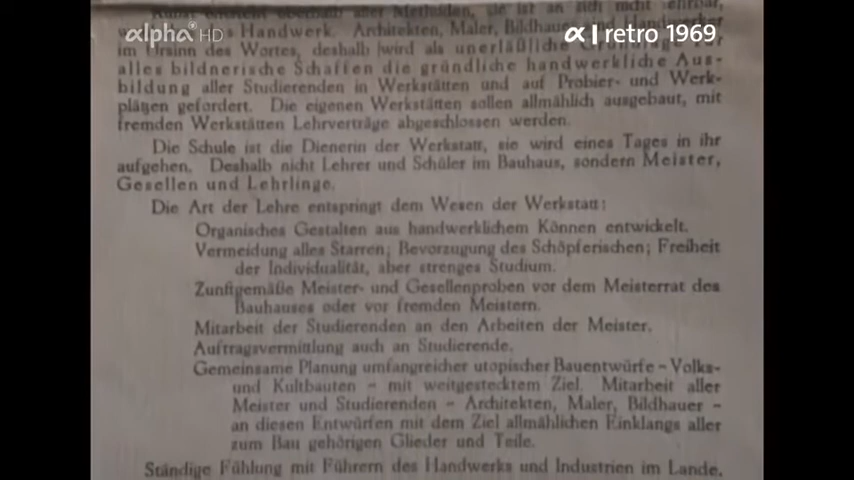 alpha HD
α | retro 1969
Kunst entsteht oberhalb aller Methoden, sie ist an sich nicht lehrbar,
des Handwerk. Architekten, Maler, Bildhauer sind Handwerker
im Ursinn des Wortes, deshalb wird als unerläßliche Grundlage für
alles bildnerische Schaffen die gründliche handwerkliche Aus-
bildung aller Studierenden in Werkstätten und auf Probier- und Werk-
plätzen gefordert. Die eigenen Werkstätten sollen allmählich ausgebaut, mit
fremden Werkstätten Lehrverträge abgeschlossen werden.
Die Schule ist die Dienerin der Werkstatt, sie wird eines Tages in ihr
aufgehen. Deshalb nicht Lehrer und Schüler im Bauhaus, sondern Meister,
Gesellen und Lehrlinge.
Die Art der Lehre entspringt dem Wesen der Werkstatt:
Organisches Gestalten aus handwerklichem Können entwickelt.
Vermeidung alles Starren; Bevorzugung des Schöpferischen; Freiheit
der Individualität, aber strenges Studium.
Zunftgemäße Meister- und Gesellenproben vor dem Meisterrat des
Bauhauses oder vor fremden Meistern.
Mitarbeit der Studierenden an den Arbeiten der Meister.
Auftragsvermittlung auch an Studierende.
Gemeinsame Planung umfangreicher utopischer Bauentwürfe – Volks-
und Kultbauten – mit weitgestecktem Ziel. Mitarbeit aller
Meister und Studierenden – Architekten, Maler, Bildhauer –
an diesen Entwürfen mit dem Ziel allmählichen Einklangs aller
zum Bau gehörigen Glieder und Teile.
Ständige Fühlung mit Führern des Handwerks und Industrien im Lande.